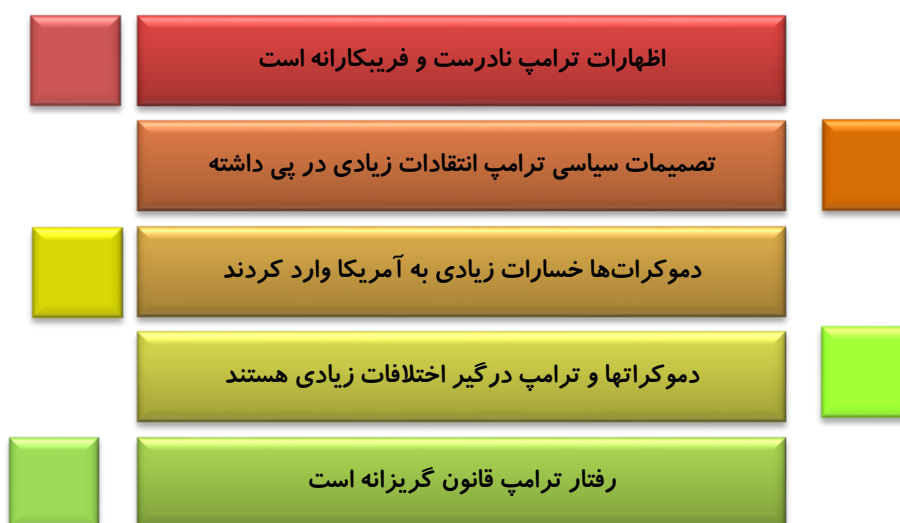 اظهارات ترامپ نادرست و فریبکارانه است
تصمیمات سیاسی ترامپ انتقادات زیادی در پی داشته
دموکرات‌ها خسارات زیادی به آمریکا وارد کردند
دموکراتها و ترامپ درگیر اختلافات زیادی هستند
رفتار ترامپ قانون گریزانه است